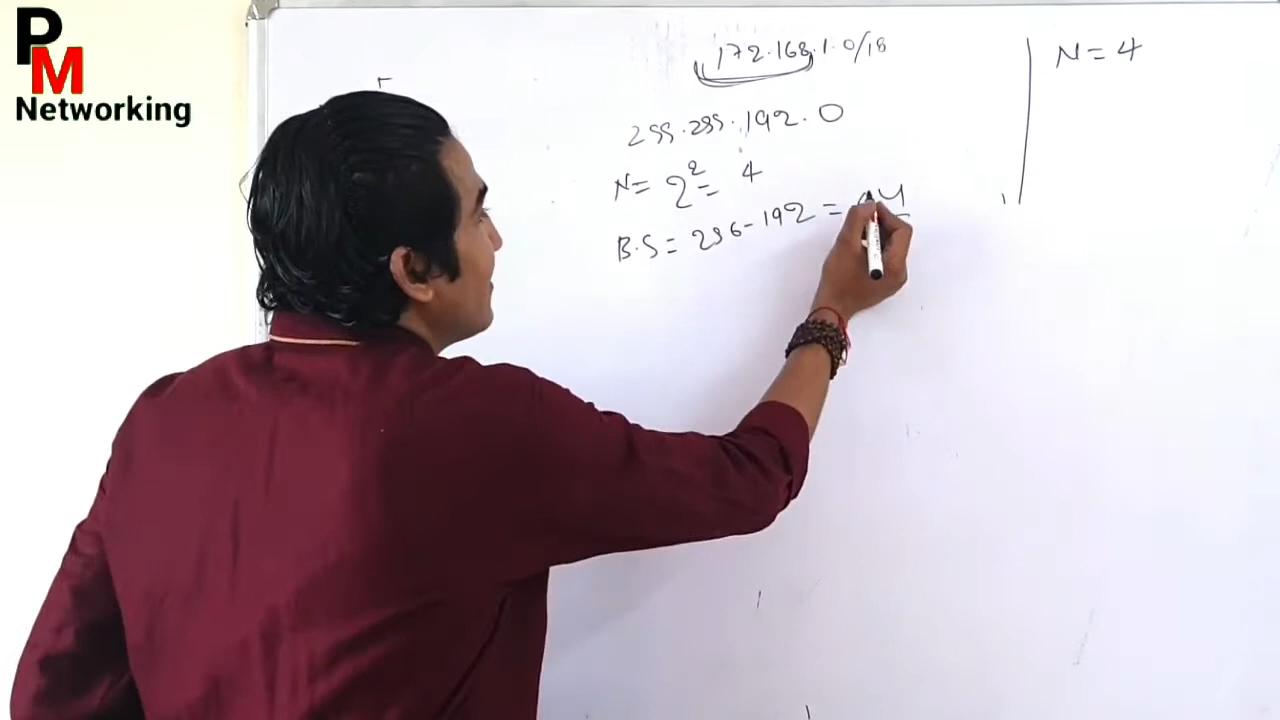 PM
Networking
172.168.1.0/18
255.255.192.0
N= 2²= 4
B.S = 256-192 = 64
N = 4